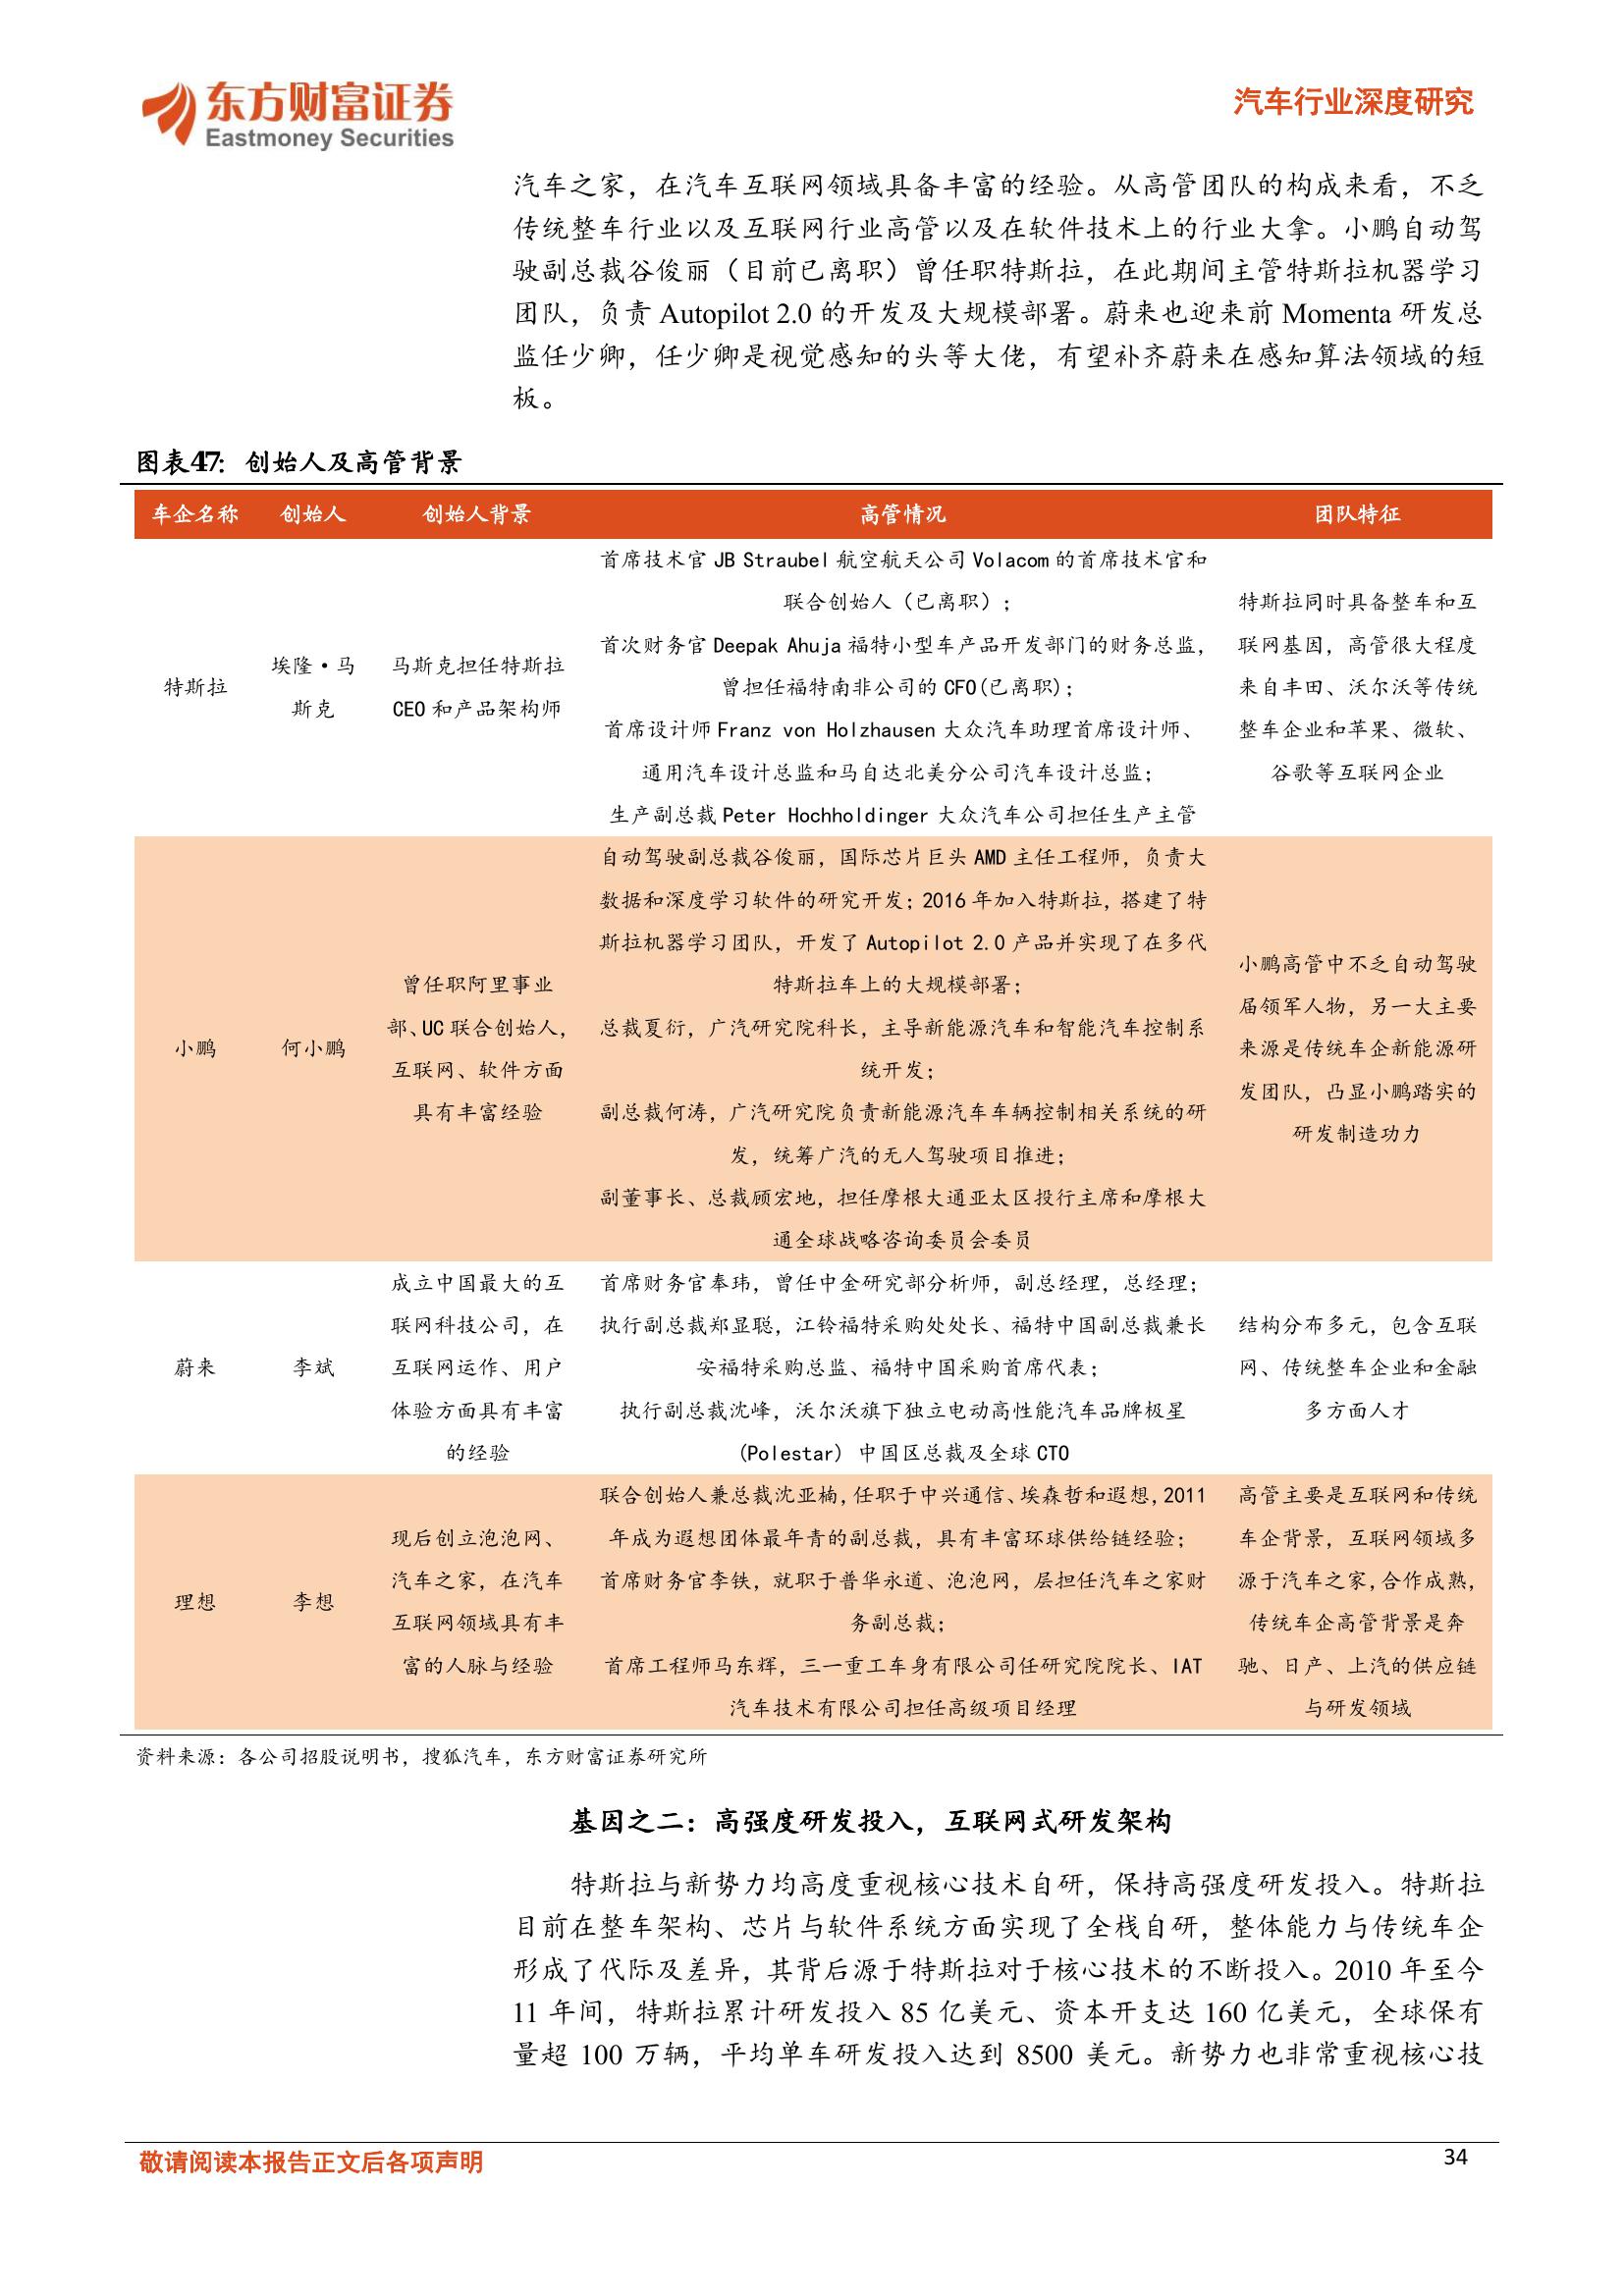 东方财富证券
Eastmoney Securities
汽车行业深度研究
汽车之家，在汽车互联网领域具备丰富的经验。从高管团队的构成来看，不乏
传统整车行业以及互联网行业高管以及在软件技术上的行业大拿。小鹏自动驾
驶副总裁谷俊丽（目前已离职）曾任职特斯拉，在此期间主管特斯拉机器学习
团队，负责 Autopilot 2.0 的开发及大规模部署。蔚来也迎来前 Momenta 研发总
监任少卿，任少卿是视觉感知的头等大佬，有望补齐蔚来在感知算法领域的短
板。
图表47：创始人及高管背景
车企名称 创始人 创始人背景 高管情况 团队特征
特斯拉
埃隆·马
斯克
马斯克担任特斯拉
CEO 和产品架构师
首席技术官 JB Straubel 航空航天公司 Volacom 的首席技术官和
联合创始人（已离职）；
首次财务官 Deepak Ahuja 福特小型车产品开发部门的财务总监，
曾担任福特南非公司的 CFO(已离职)；
首席设计师 Franz von Holzhausen 大众汽车助理首席设计师、
通用汽车设计总监和马自达北美分公司汽车设计总监；
生产副总裁 Peter Hochholdinger 大众汽车公司担任生产主管
特斯拉同时具备整车和互
联网基因，高管很大程度
来自丰田、沃尔沃等传统
整车企业和苹果、微软、
谷歌等互联网企业
小鹏
何小鹏
曾任职阿里事业
部、UC 联合创始人，
互联网、软件方面
具有丰富经验
自动驾驶副总裁谷俊丽，国际芯片巨头 AMD 主任工程师，负责大
数据和深度学习软件的研究开发；2016 年加入特斯拉，搭建了特
斯拉机器学习团队，开发了 Autopilot 2.0 产品并实现了在多代
特斯拉车上的大规模部署；
总裁夏衍，广汽研究院科长，主导新能源汽车和智能汽车控制系
统开发；
副总裁何涛，广汽研究院负责新能源汽车车辆控制相关系统的研
发，统筹广汽的无人驾驶项目推进；
副董事长、总裁顾宏地，担任摩根大通亚太区投行主席和摩根大
通全球战略咨询委员会委员
小鹏高管中不乏自动驾驶
届领军人物，另一大主要
来源是传统车企新能源研
发团队，凸显小鹏踏实的
研发制造功力
蔚来
李斌
成立中国最大的互
联网科技公司，在
互联网运作、用户
体验方面具有丰富
的经验
首席财务官奉玮，曾任中金研究部分析师，副总经理，总经理；
执行副总裁郑显聪，江铃福特采购处处长、福特中国副总裁兼长
安福特采购总监、福特中国采购首席代表；
执行副总裁沈峰，沃尔沃旗下独立电动高性能汽车品牌极星
(Polestar) 中国区总裁及全球 CTO
结构分布多元，包含互联
网、传统整车企业和金融
多方面人才
理想
李想
现后创立泡泡网、
汽车之家，在汽车
互联网领域具有丰
富的人脉与经验
联合创始人兼总裁沈亚楠，任职于中兴通信、埃森哲和遐想，2011
年成为遐想团体最年青的副总裁，具有丰富环球供给链经验；
首席财务官李铁，就职于普华永道、泡泡网，层担任汽车之家财
务副总裁；
首席工程师马东辉，三一重工车身有限公司任研究院院长、IAT
汽车技术有限公司担任高级项目经理
高管主要是互联网和传统
车企背景，互联网领域多
源于汽车之家，合作成熟，
传统车企高管背景是奔
驰、日产、上汽的供应链
与研发领域
资料来源：各公司招股说明书，搜狐汽车，东方财富证券研究所
基因之二：高强度研发投入，互联网式研发架构
特斯拉与新势力均高度重视核心技术自研，保持高强度研发投入。特斯拉
目前在整车架构、芯片与软件系统方面实现了全栈自研，整体能力与传统车企
形成了代际及差异，其背后源于特斯拉对于核心技术的不断投入。2010 年至今
11 年间，特斯拉累计研发投入 85 亿美元、资本开支达 160 亿美元，全球保有
量超 100 万辆，平均单车研发投入达到 8500 美元。新势力也非常重视核心技
敬请阅读本报告正文后各项声明
34